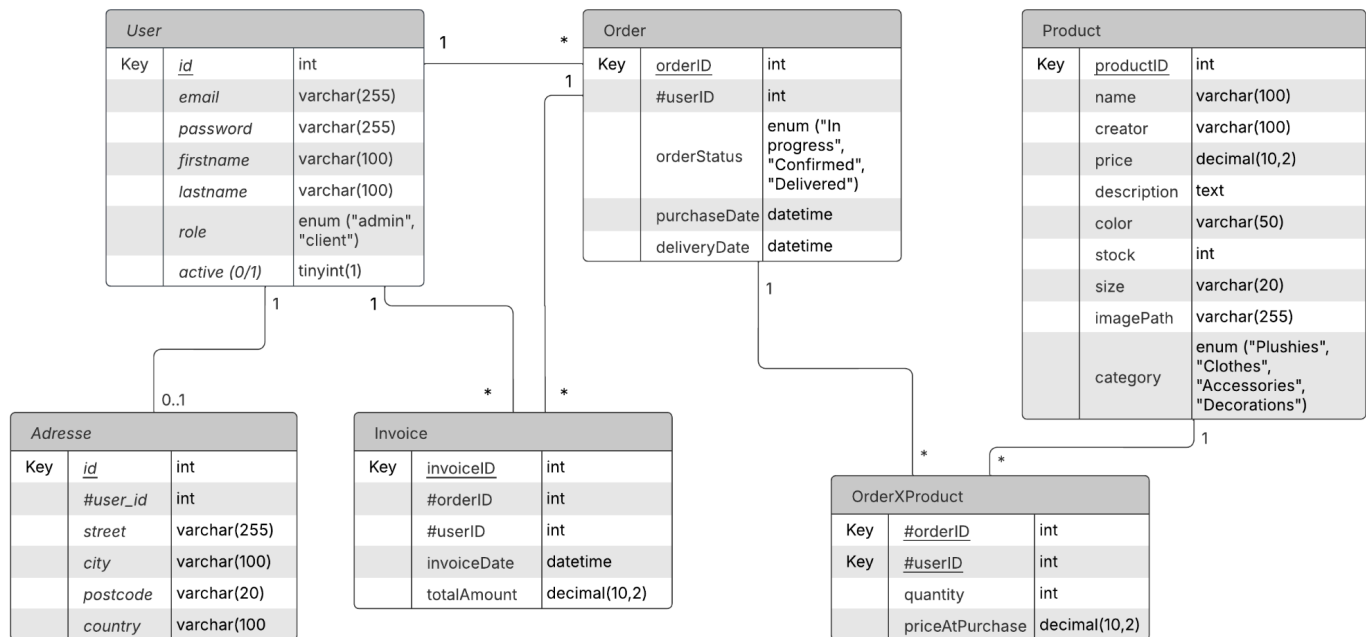 User
Key id int
email varchar(255)
password varchar(255)
firstname varchar(100)
lastname varchar(100)
role enum ("admin",
"client")
active (0/1) tinyint(1)
1 *
1
Order
Key orderID int
#userID int
orderStatus enum ("In
progress",
"Confirmed",
"Delivered")
purchaseDate datetime
deliveryDate datetime
Product
Key productID int
name varchar(100)
creator varchar(100)
price decimal(10,2)
description text
color varchar(50)
stock int
size varchar(20)
imagePath varchar(255)
category enum ("Plushies",
"Clothes",
"Accessories",
"Decorations")
1 1
1
0..1 * *
1
* *
Adresse
Key id int
#user_id int
street varchar(255)
city varchar(100)
postcode varchar(20)
country varchar(100
Invoice
Key invoiceID int
#orderID int
#userID int
invoiceDate datetime
totalAmount decimal(10,2)
OrderXProduct
Key #orderID int
Key #userID int
quantity int
priceAtPurchase decimal(10,2)